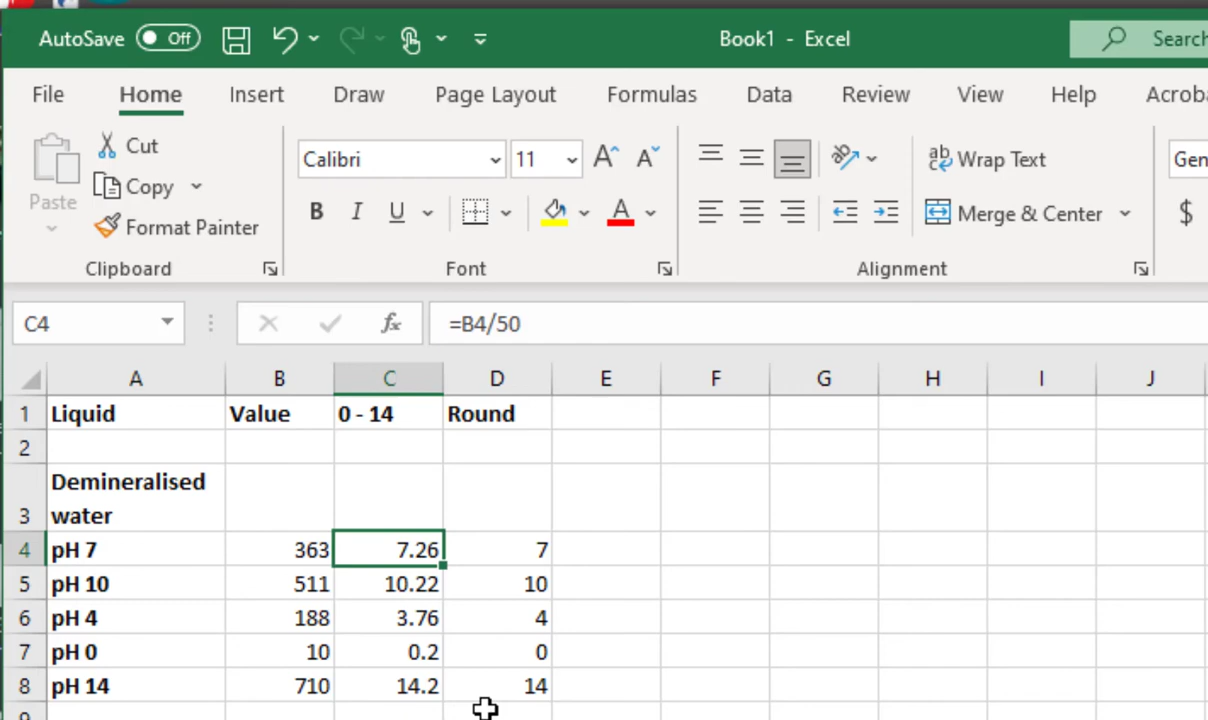 AutoSave Off Book1 - Excel Search
File Home Insert Draw Page Layout Formulas Data Review View Help Acroba
Cut
Copy
Format Painter
Paste
Calibri 11
B I U A
ab
c Wrap Text
Merge & Center
Gen
$
Clipboard Font Alignment
C4 fx =B4/50
A B C D E F G H I J
1 Liquid Value 0 - 14 Round
2
3 Demineralised
water
4 pH 7 363 7.26 7
5 pH 10 511 10.22 10
6 pH 4 188 3.76 4
7 pH 0 10 0.2 0
8 pH 14 710 14.2 14
9